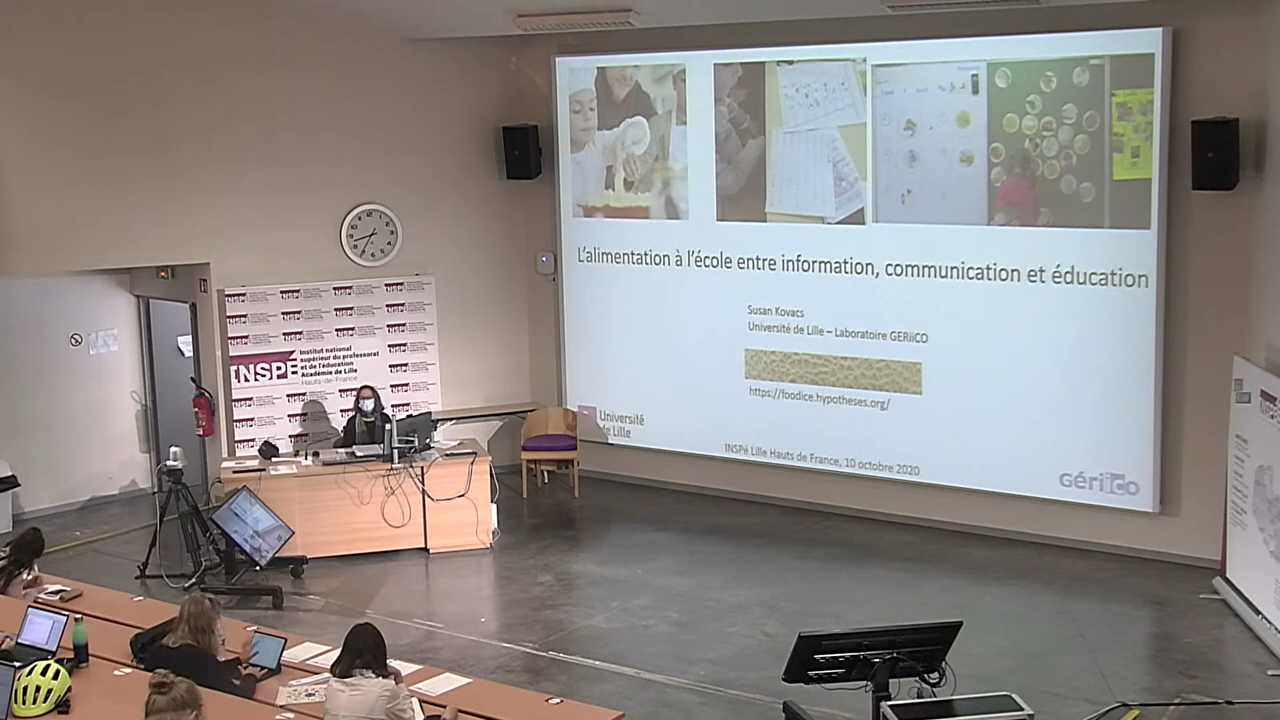 L'alimentation à l'école entre information, communication et éducation
Susan Kovacs
Université de Lille – Laboratoire GERiiCO
https://foodice.hypotheses.org/
Université
de Lille
INSPé Lille Hauts de France, 10 octobre 2020
GériiCO
INSPÉ
Institut national
supérieur du professorat
et de l'éducation
Académie de Lille
Hauts-de-France